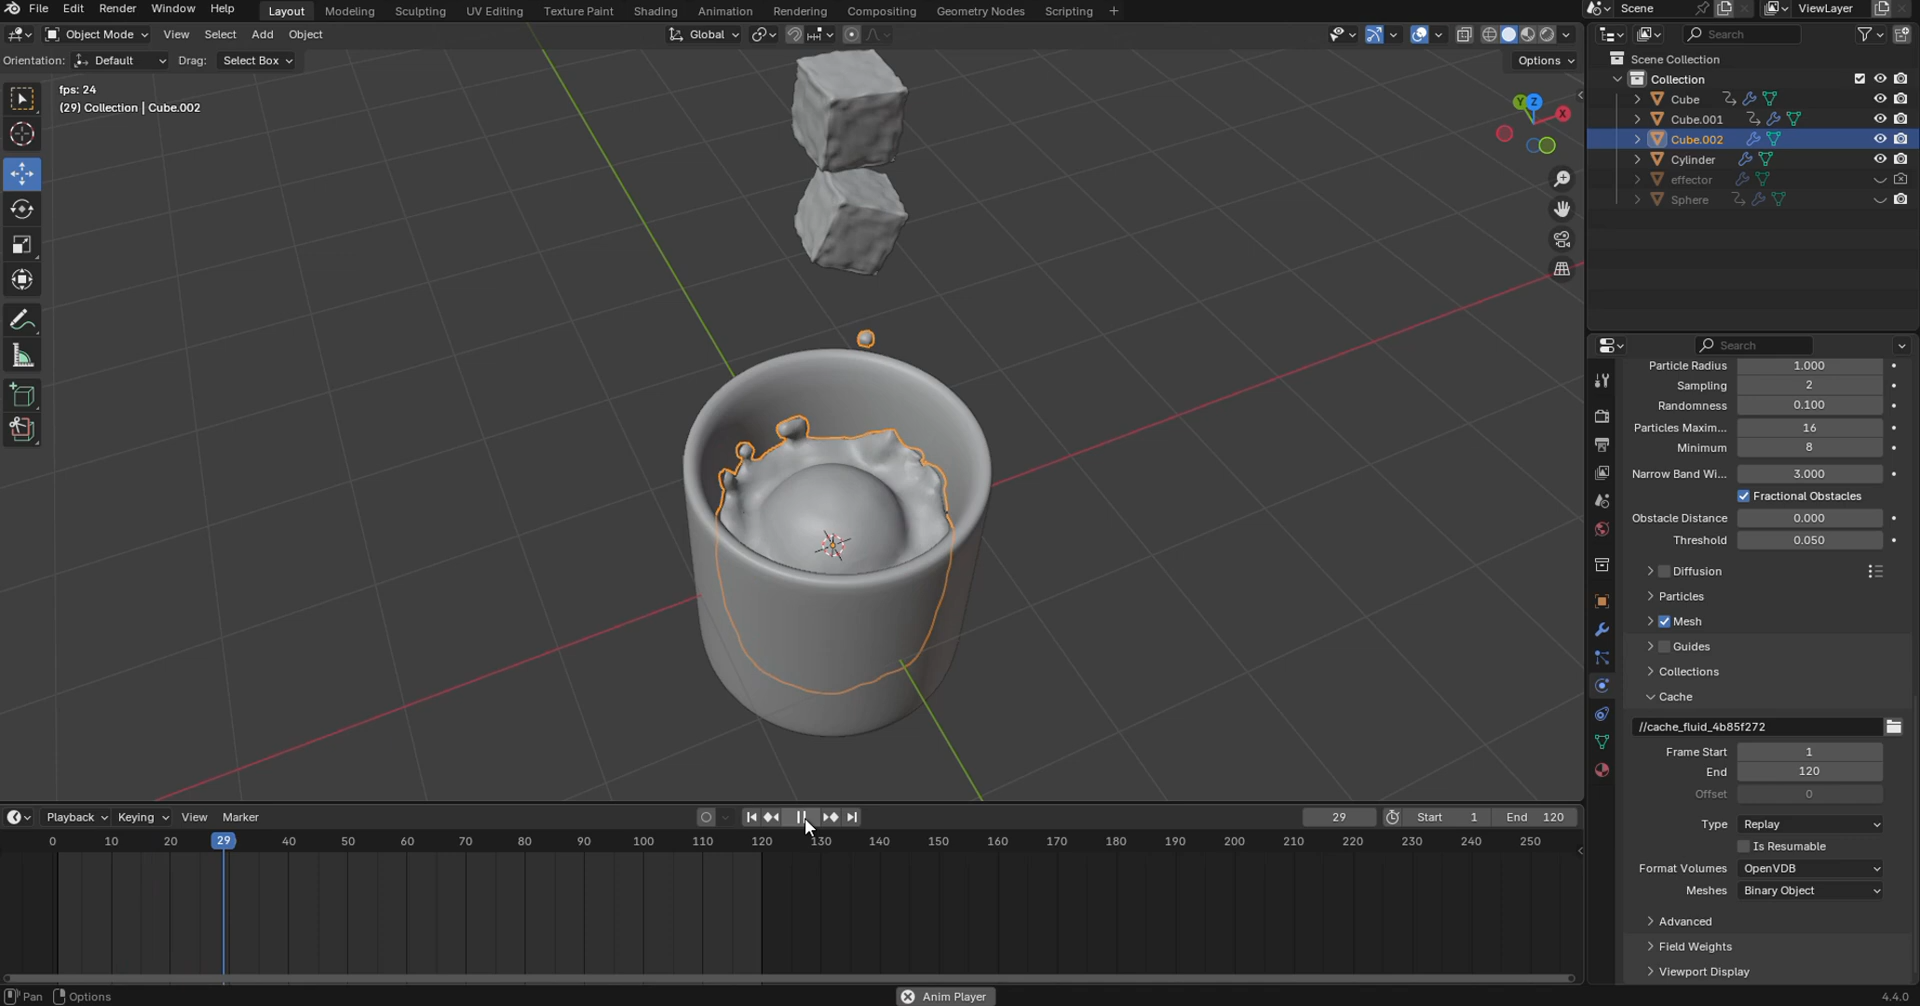 File Edit Render Window Help Layout Modeling Sculpting UV Editing Texture Paint Shading Animation Rendering Compositing Geometry Nodes Scripting + Scene ViewLayer
Object Mode View Select Add Object Global Search
Orientation: Default Drag: Select Box Options
fps: 24
(29) Collection | Cube.002
Y Z X
Scene Collection
Collection
Cube
Cube.001
Cube.002
Cylinder
effector
Sphere
Search
Particle Radius 1.000
Sampling 2
Randomness 0.100
Particles Maxim... 16
Minimum 8
Narrow Band Wi... 3.000
Fractional Obstacles
Obstacle Distance 0.000
Threshold 0.050
Diffusion
Particles
Mesh
Guides
Collections
Cache
//cache_fluid_4b85f272
Frame Start 1
End 120
Offset 0
Type Replay
Is Resumable
Format Volumes OpenVDB
Meshes Binary Object
Advanced
Field Weights
Viewport Display
Playback Keying View Marker 29 Start 1 End 120
0 10 20 29 40 50 60 70 80 90 100 110 120 130 140 150 160 170 180 190 200 210 220 230 240 250
Pan Options Anim Player 4.4.0